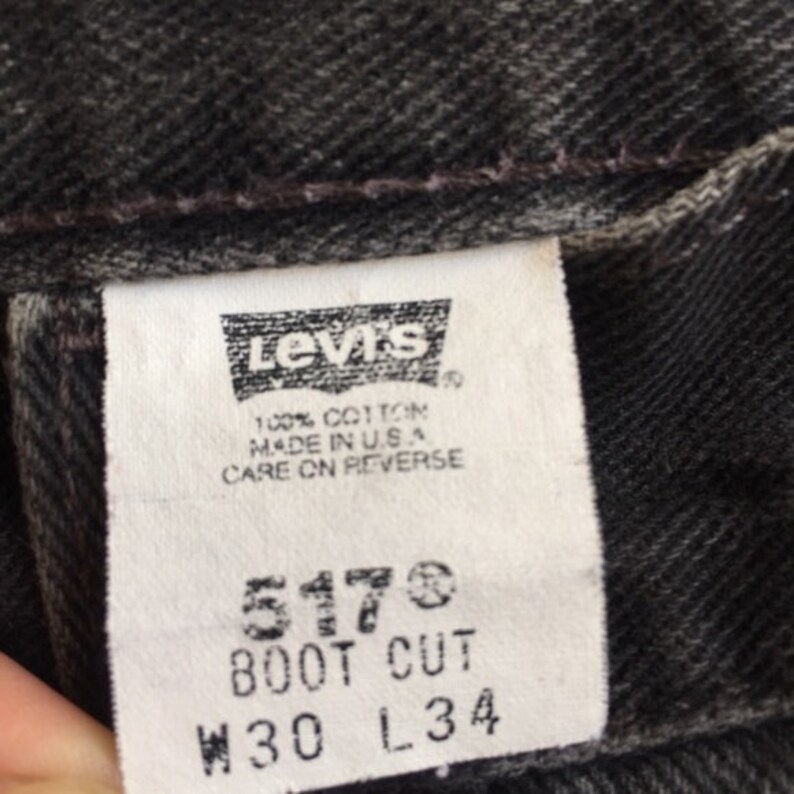 Levi's®
100% COTTON
MADE IN U.S.A.
CARE ON REVERSE
517®
BOOT CUT
W30 L34